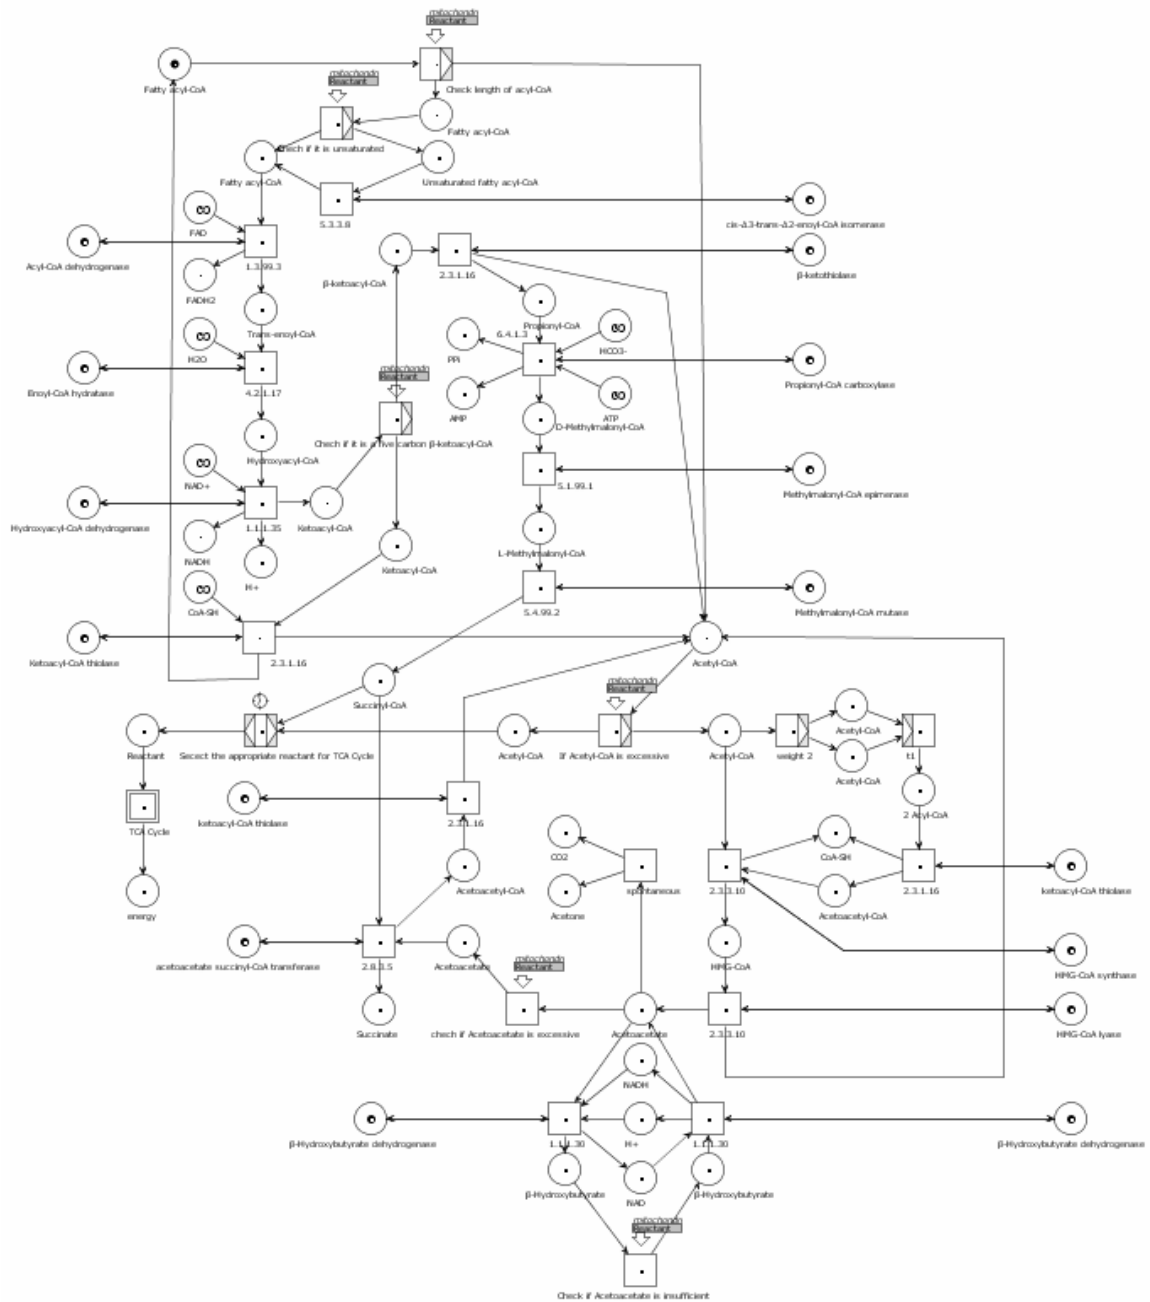 mitochondo
Reactant
Fatty acyl-CoA
Check length of acyl-CoA
mitochondo
Reactant
Fatty acyl-CoA
Chech if it is unsaturated
Fatty acyl-CoA
Unsaturated fatty acyl-CoA
5.3.3.8
cis-Δ3-trans-Δ2-enoyl-CoA isomerase
FAD
Acyl-CoA dehydrogenase
1.3.99.3
β-ketoacyl-CoA
2.3.1.16
β-ketothiolase
FADH2
Trans-enoyl-CoA
Propionyl-CoA
6.4.1.3
HCO3-
H2O
PPi
Enoyl-CoA hydratase
4.2.1.17
mitochondo
Reactant
Propionyl-CoA carboxylase
AMP
ATP
D-Methylmalonyl-CoA
Chech if it is a five carbon β-ketoacyl-CoA
Hydroxyacyl-CoA
NAD+
5.1.99.1
Methylmalonyl-CoA epimerase
Hydroxyacyl-CoA dehydrogenase
1.1.1.35
Ketoacyl-CoA
L-Methylmalonyl-CoA
NADH
Ketoacyl-CoA
H+
CoA-SH
5.4.99.2
Methylmalonyl-CoA mutase
Ketoacyl-CoA thiolase
2.3.1.16
Acetyl-CoA
mitochondo
Reactant
Succinyl-CoA
Reactant
Secect the appropriate reactant for TCA Cycle
Acetyl-CoA
If Acetyl-CoA is excessive
Acetyl-CoA
weight 2
Acetyl-CoA
Acetyl-CoA
t1
TCA Cycle
ketoacyl-CoA thiolase
2.3.1.16
2 Acyl-CoA
CO2
CoA-SH
energy
Acetoacetyl-CoA
Acetone
spontaneous
2.3.3.10
Acetoacetyl-CoA
2.3.1.16
ketoacyl-CoA thiolase
acetoacetate succinyl-CoA transferase
2.8.3.5
Acetoacetate
mitochondo
Reactant
HMG-CoA
HMG-CoA synthase
Succinate
check if Acetoacetate is excessive
Acetoacetate
2.3.3.10
HMG-CoA lyase
NADH
β-Hydroxybutyrate dehydrogenase
1.1.1.30
H+
1.1.1.30
β-Hydroxybutyrate dehydrogenase
β-Hydroxybutyrate
NAD
β-Hydroxybutyrate
mitochondo
Reactant
Check if Acetoacetate is insufficient